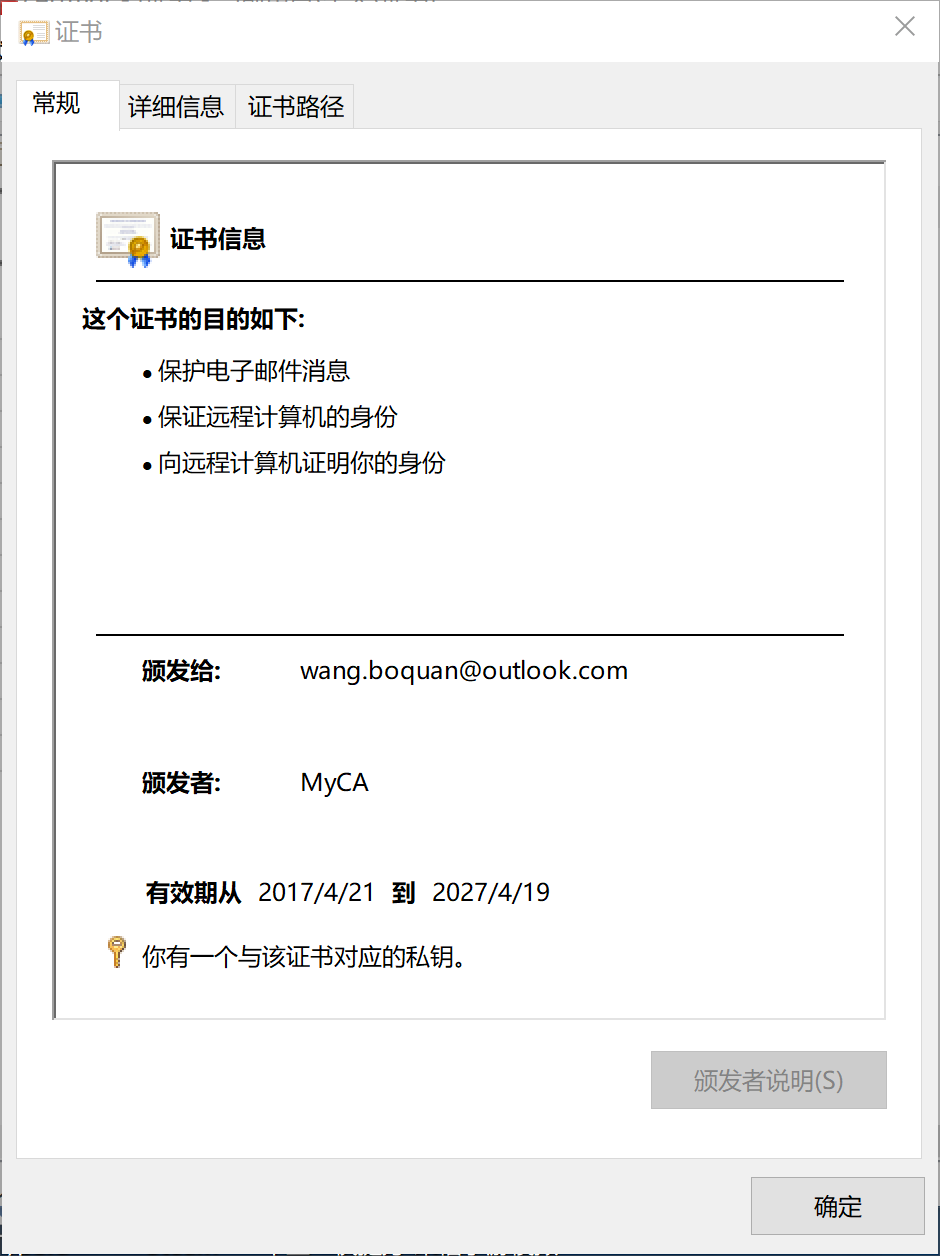 证书
常规
详细信息
证书路径
证书信息
这个证书的目的如下:
• 保护电子邮件消息
• 保证远程计算机的身份
• 向远程计算机证明你的身份
颁发给: wang.boquan@outlook.com
颁发者: MyCA
有效期从 2017/4/21 到 2027/4/19
你有一个与该证书对应的私钥。
颁发者说明(S)
确定